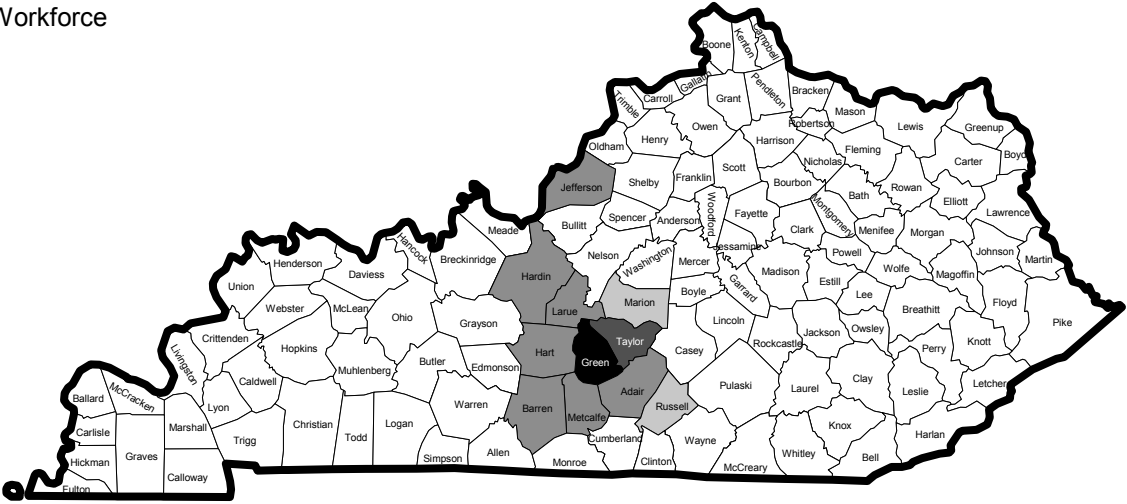 Workforce
Boone
Kenton
Campbell
Gallatin
Carroll
Trimble
Grant
Pendleton
Bracken
Mason
Robertson
Lewis
Greenup
Boyd
Carter
Fleming
Nicholas
Harrison
Owen
Henry
Oldham
Jefferson
Shelby
Franklin
Scott
Bourbon
Bath
Rowan
Elliott
Lawrence
Montgomery
Menifee
Morgan
Clark
Fayette
Woodford
Anderson
Spencer
Bullitt
Meade
Hancock
Breckinridge
Hardin
Nelson
Washington
Mercer
Jessamine
Garrard
Madison
Powell
Estill
Wolfe
Magoffin
Johnson
Martin
Floyd
Pike
Knott
Breathitt
Lee
Owsley
Perry
Letcher
Leslie
Harlan
Clay
Jackson
Rockcastle
Laurel
Knox
Bell
Whitley
McCreary
Pulaski
Wayne
Lincoln
Boyle
Casey
Marion
Larue
Taylor
Green
Adair
Russell
Clinton
Cumberland
Monroe
Metcalfe
Barren
Hart
Grayson
Edmonson
Warren
Allen
Simpson
Butler
Ohio
Daviess
McLean
Henderson
Union
Webster
Hopkins
Muhlenberg
Logan
Todd
Christian
Trigg
Caldwell
Crittenden
Livingston
Lyon
Marshall
Calloway
McCracken
Ballard
Carlisle
Graves
Hickman
Fulton